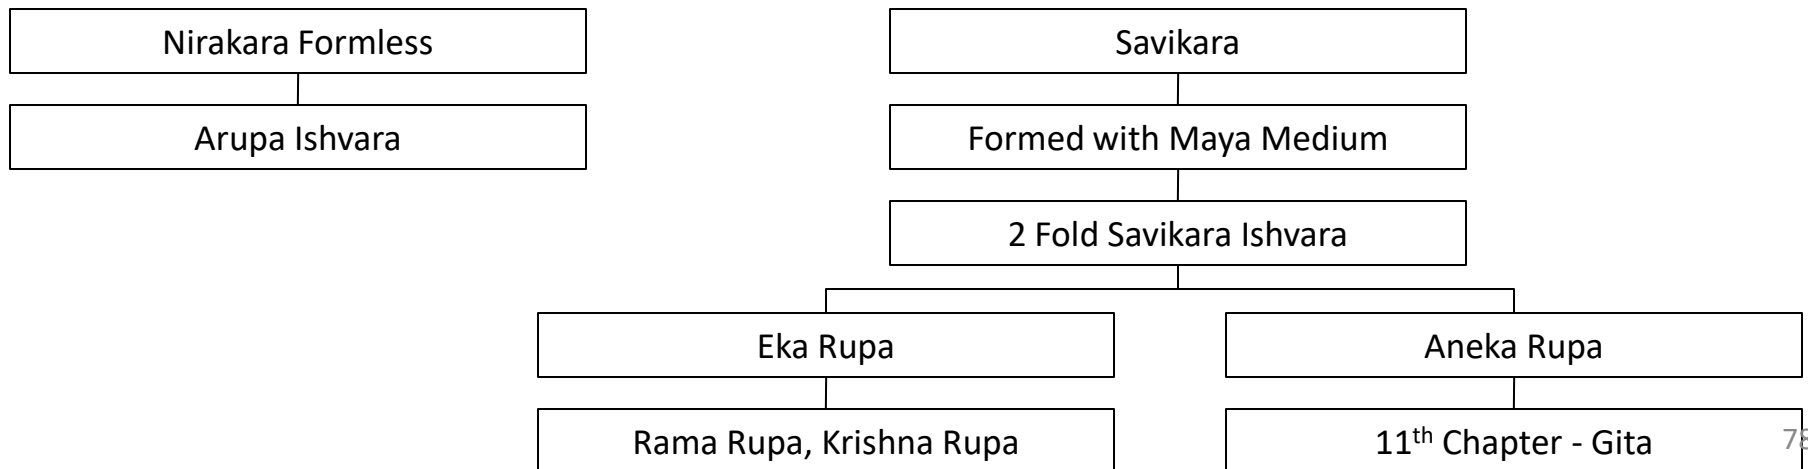 Nirakara Formless
Arupa Ishvara
Savikara
Formed with Maya Medium
2 Fold Savikara Ishvara
Eka Rupa
Aneka Rupa
Rama Rupa, Krishna Rupa
11th Chapter - Gita